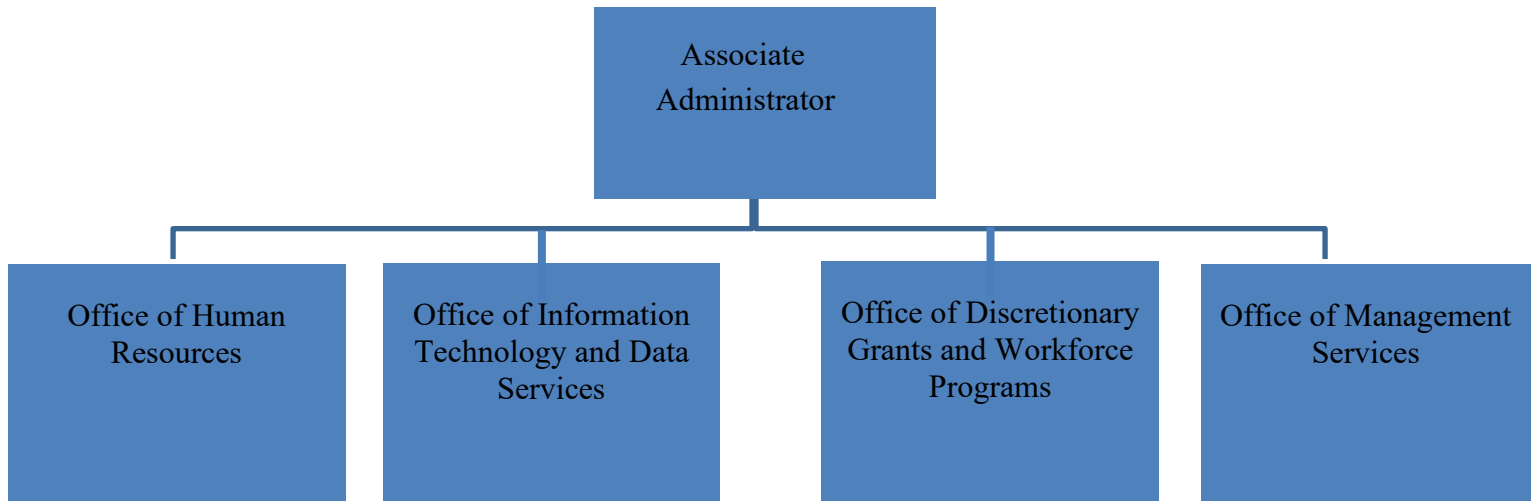 Associate
Administrator
Office of Human
Resources
Office of Information
Technology and Data
Services
Office of Discretionary
Grants and Workforce
Programs
Office of Management
Services